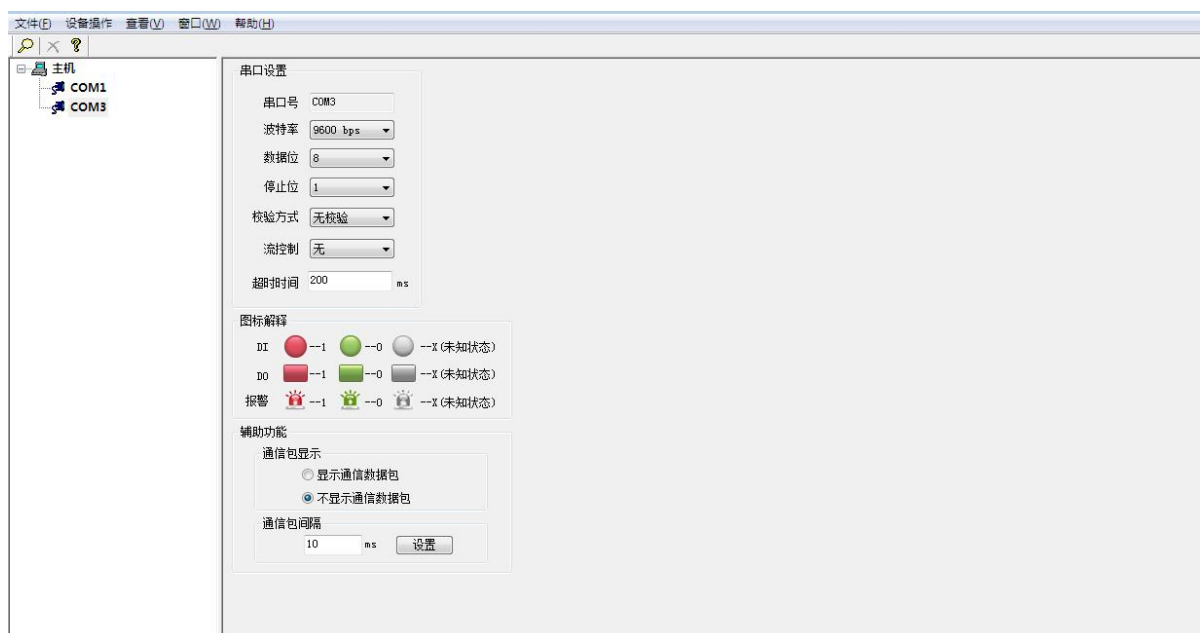 文件(F) 设备操作 查看(V) 窗口(W) 帮助(H)
主机
COM1
COM3
串口设置
串口号 COM3
波特率 9600 bps
数据位 8
停止位 1
校验方式 无校验
流控制 无
超时时间 200 ms
图标解释
DI --1 --0 --X(未知状态)
DO --1 --0 --X(未知状态)
报警 --1 --0 --X(未知状态)
辅助功能
通信包显示
显示通信数据包
不显示通信数据包
通信包间隔
10 ms 设置